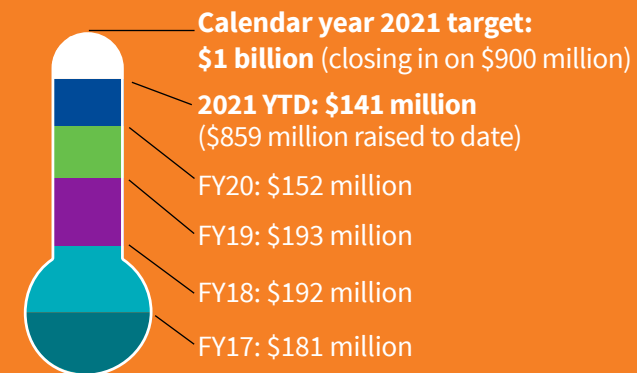 Calendar year 2021 target:
$1 billion (closing in on $900 million)
2021 YTD: $141 million
($859 million raised to date)
FY20: $152 million
FY19: $193 million
FY18: $192 million
FY17: $181 million